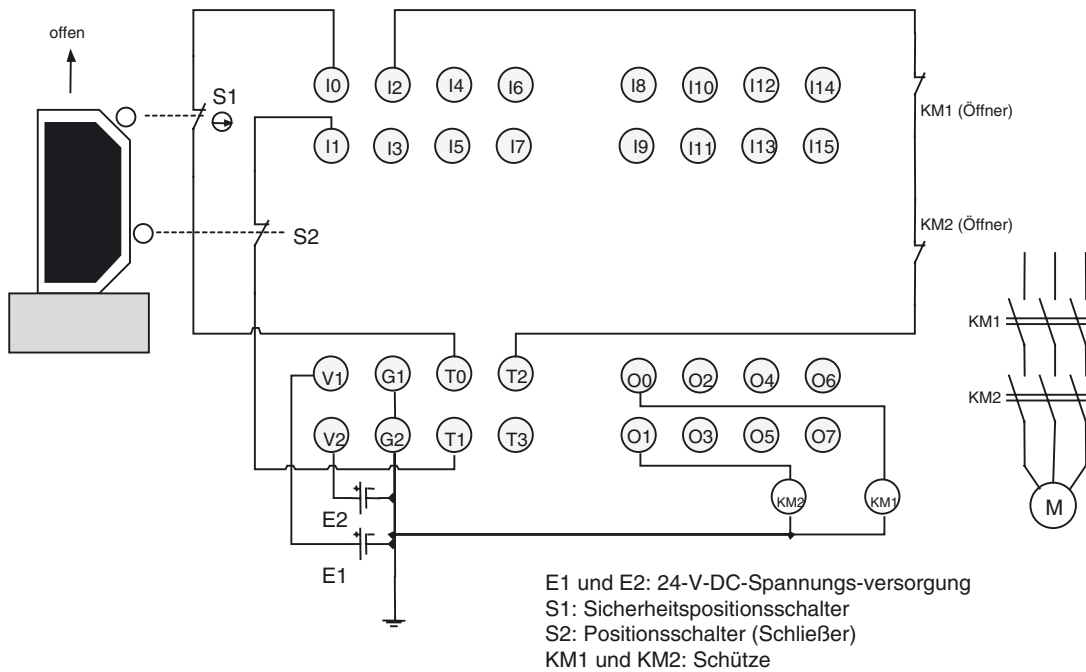 offen
S1
I0 I2 I4 I6 I8 I10 I12 I14
KM1 (Öffner)
I1 I3 I5 I7 I9 I11 I13 I15
S2
KM2 (Öffner)
KM1
V1 G1 T0 T2 O0 O2 O4 O6
KM2
V2 G2 T1 T3 O1 O3 O5 O7
KM2 KM1
M
E2
E1
E1 und E2: 24-V-DC-Spannungs-versorgung
S1: Sicherheitspositionsschalter
S2: Positionsschalter (Schließer)
KM1 und KM2: Schütze